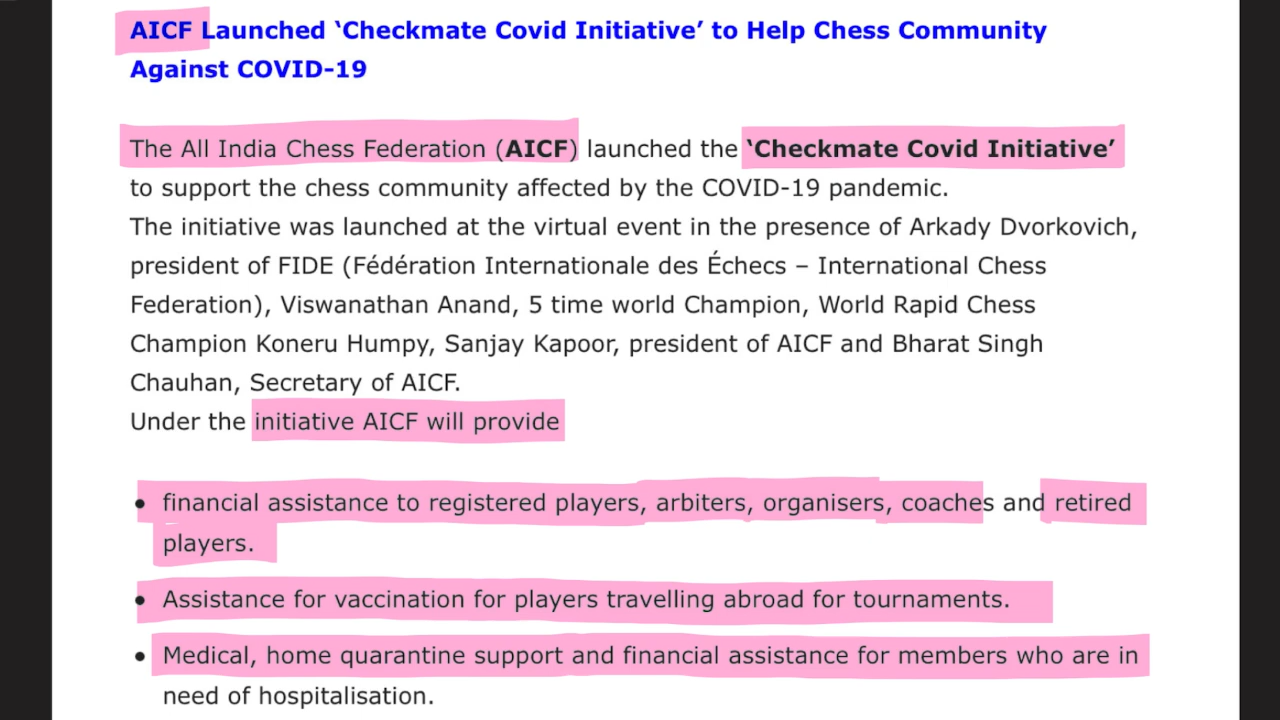 AICF Launched ‘Checkmate Covid Initiative’ to Help Chess Community
Against COVID-19
The All India Chess Federation (AICF) launched the ‘Checkmate Covid Initiative’
to support the chess community affected by the COVID-19 pandemic.
The initiative was launched at the virtual event in the presence of Arkady Dvorkovich,
president of FIDE (Fédération Internationale des Échecs – International Chess
Federation), Viswanathan Anand, 5 time world Champion, World Rapid Chess
Champion Koneru Humpy, Sanjay Kapoor, president of AICF and Bharat Singh
Chauhan, Secretary of AICF.
Under the initiative AICF will provide
• financial assistance to registered players, arbiters, organisers, coaches and retired
players.
• Assistance for vaccination for players travelling abroad for tournaments.
• Medical, home quarantine support and financial assistance for members who are in
need of hospitalisation.